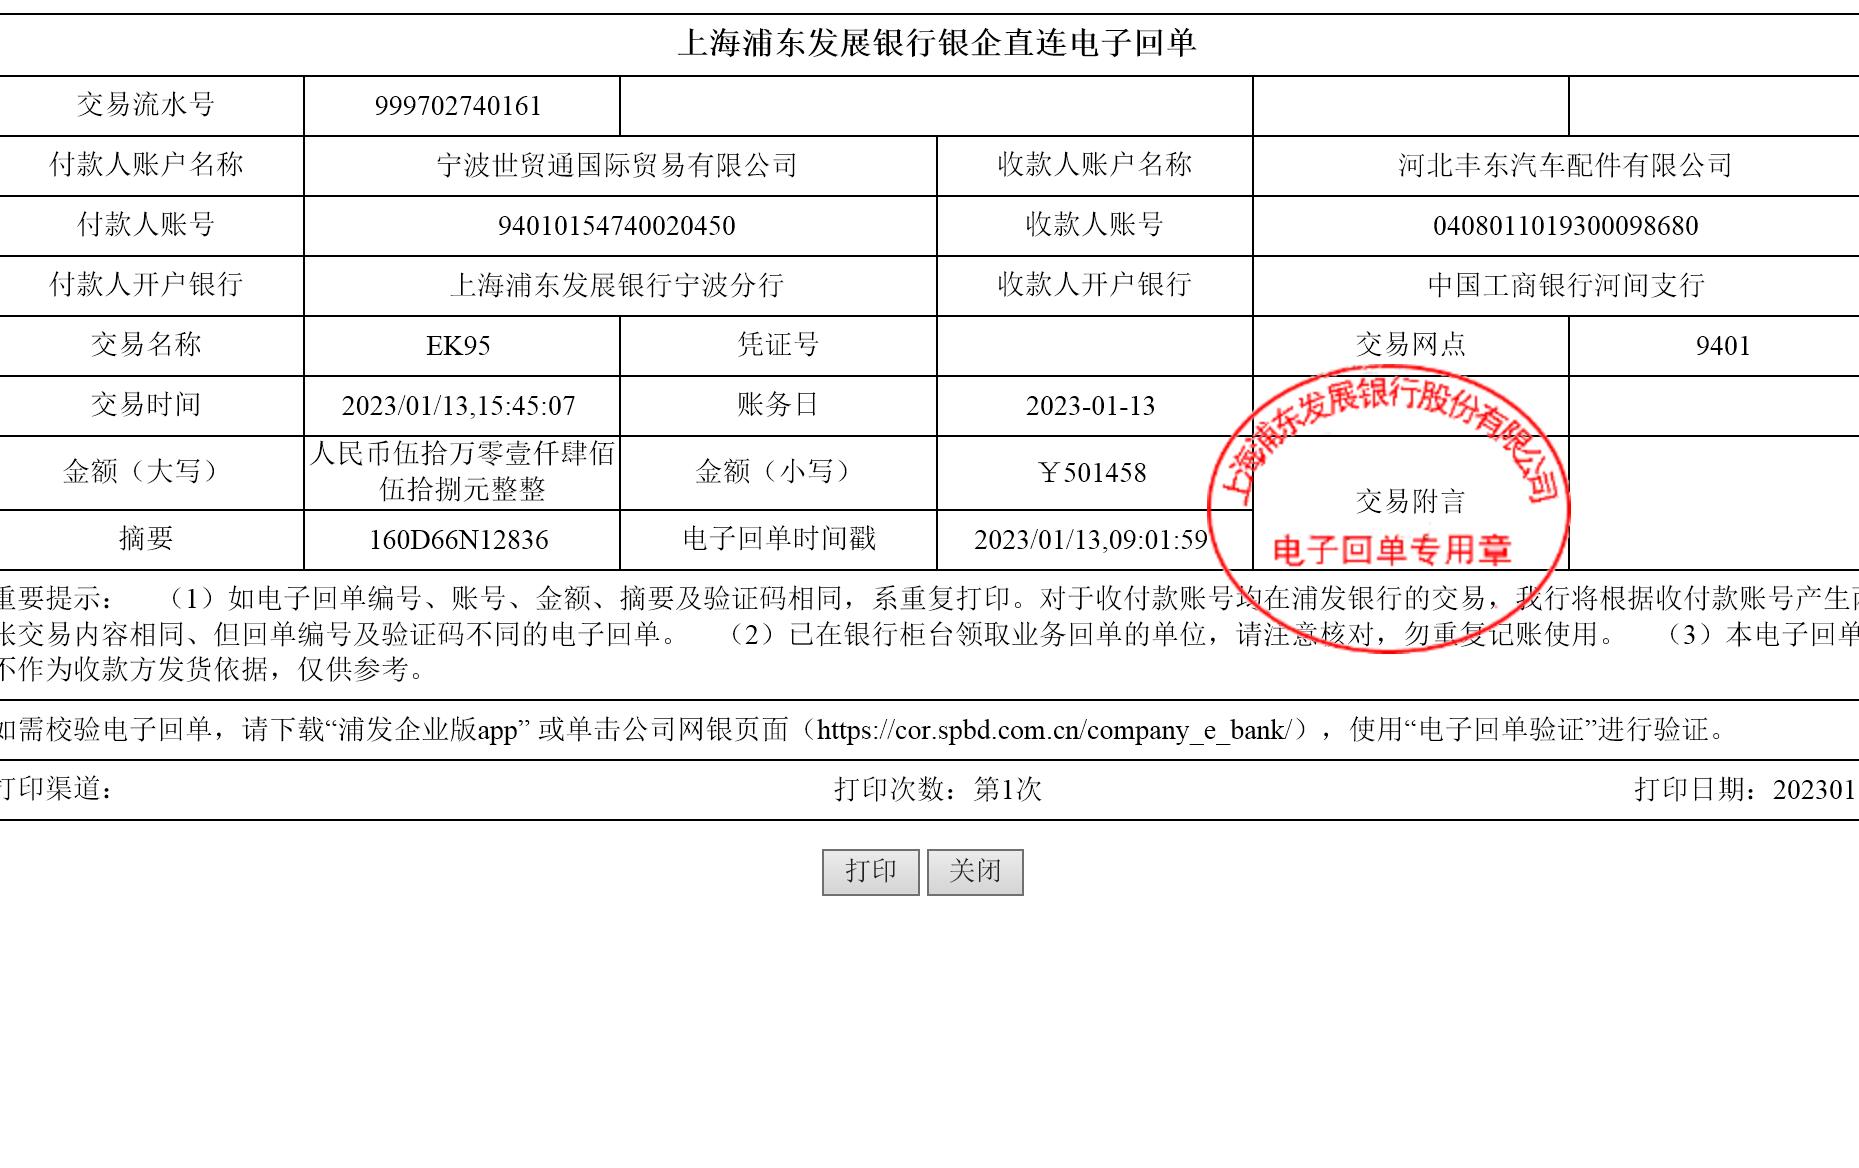 上海浦东发展银行银企直连电子回单
交易流水号 999702740161
付款人账户名称 宁波世贸通国际贸易有限公司 收款人账户名称 河北丰东汽车配件有限公司
付款人账号 94010154740020450 收款人账号 0408011019300098680
付款人开户银行 上海浦东发展银行宁波分行 收款人开户银行 中国工商银行河间支行
交易名称 EK95 凭证号 交易网点 9401
交易时间 2023/01/13,15:45:07 账务日 2023-01-13
金额（大写） 人民币伍拾万零壹仟肆佰
伍拾捌元整整 金额（小写） ￥501458
交易附言
摘要 160D66N12836 电子回单时间戳 2023/01/13,09:01:59
上海浦东发展银行股份有限公司
电子回单专用章
重要提示： （1）如电子回单编号、账号、金额、摘要及验证码相同，系重复打印。对于收付款账号均在浦发银行的交易，我行将根据收付款账号产生两
张交易内容相同、但回单编号及验证码不同的电子回单。 （2）已在银行柜台领取业务回单的单位，请注意核对，勿重复记账使用。 （3）本电子回单
不作为收款方发货依据，仅供参考。
如需校验电子回单，请下载“浦发企业版app” 或单击公司网银页面（https://cor.spbd.com.cn/company_e_bank/），使用“电子回单验证”进行验证。
打印渠道： 打印次数：第1次 打印日期：202301
打印 关闭